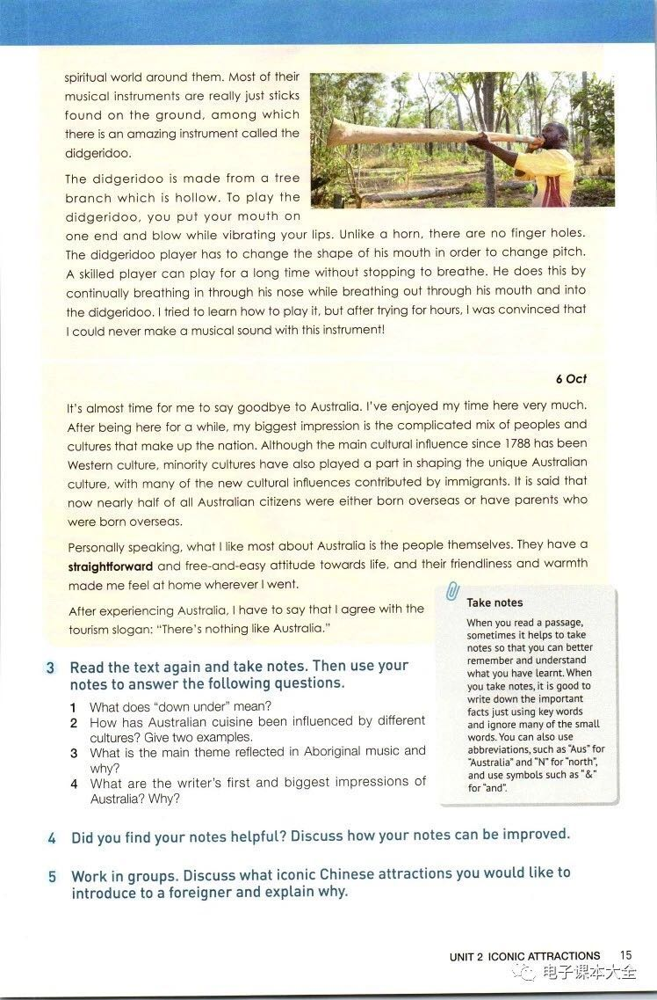 spiritual world around them. Most of their
musical instruments are really just sticks
found on the ground, among which
there is an amazing instrument called the
didgeridoo.
The didgeridoo is made from a tree
branch which is hollow. To play the
didgeridoo, you put your mouth on
one end and blow while vibrating your lips. Unlike a horn, there are no finger holes.
The didgeridoo player has to change the shape of his mouth in order to change pitch.
A skilled player can play for a long time without stopping to breathe. He does this by
continually breathing in through his nose while breathing out through his mouth and into
the didgeridoo. I tried to learn how to play it, but after trying for hours, I was convinced that
I could never make a musical sound with this instrument!
6 Oct
It's almost time for me to say goodbye to Australia. I've enjoyed my time here very much.
After being here for a while, my biggest impression is the complicated mix of peoples and
cultures that make up the nation. Although the main cultural influence since 1788 has been
Western culture, minority cultures have also played a part in shaping the unique Australian
culture, with many of the new cultural influences contributed by immigrants. It is said that
now nearly half of all Australian citizens were either born overseas or have parents who
were born overseas.
Personally speaking, what I like most about Australia is the people themselves. They have a
straightforward and free-and-easy attitude towards life, and their friendliness and warmth
made me feel at home wherever I went.
After experiencing Australia, I have to say that I agree with the
tourism slogan: "There's nothing like Australia."
Take notes
When you read a passage,
sometimes it helps to take
notes so that you can better
remember and understand
what you have learnt. When
you take notes, it is good to
write down the important
facts just using key words
and ignore many of the small
words. You can also use
abbreviations, such as "Aus" for
"Australia" and "N" for "north",
and use symbols such as "&"
for "and".
3 Read the text again and take notes. Then use your
notes to answer the following questions.
1 What does "down under" mean?
2 How has Australian cuisine been influenced by different
cultures? Give two examples.
3 What is the main theme reflected in Aboriginal music and
why?
4 What are the writer's first and biggest impressions of
Australia? Why?
4 Did you find your notes helpful? Discuss how your notes can be improved.
5 Work in groups. Discuss what iconic Chinese attractions you would like to
introduce to a foreigner and explain why.
UNIT 2 ICONIC ATTRACTIONS 15
电子课本大全